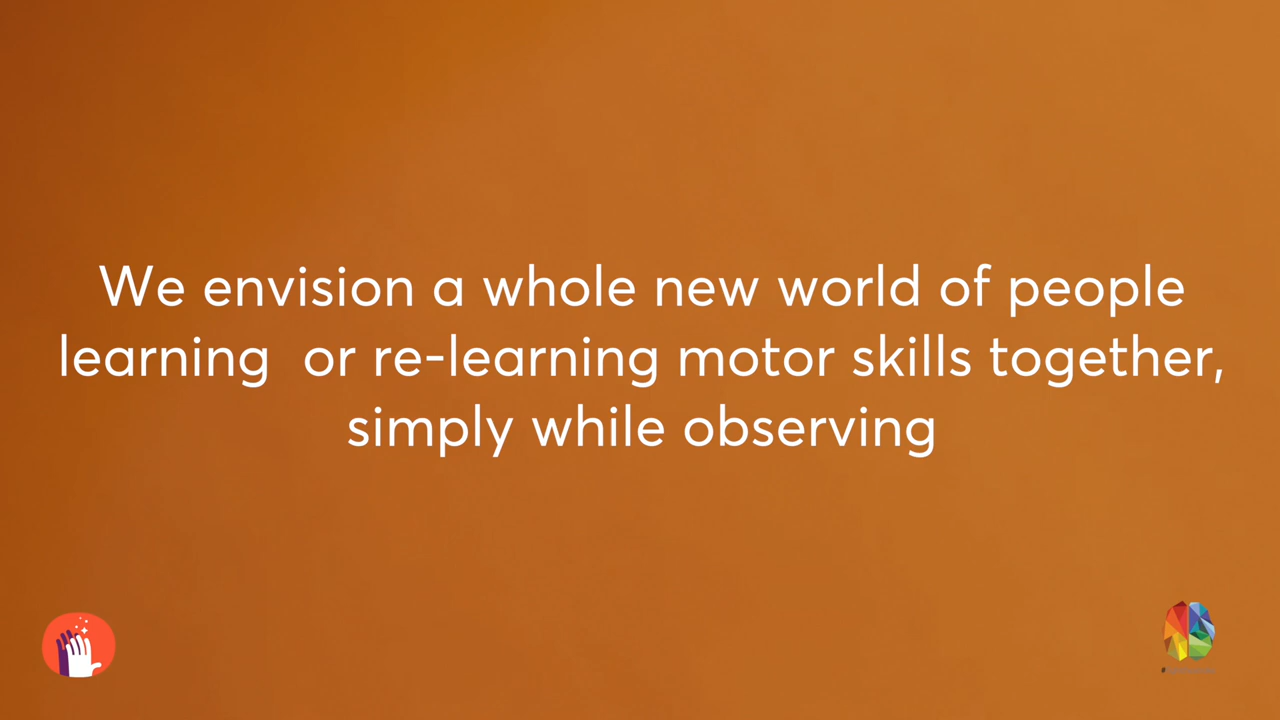 We envision a whole new world of people
learning  or re-learning motor skills together,
simply while observing